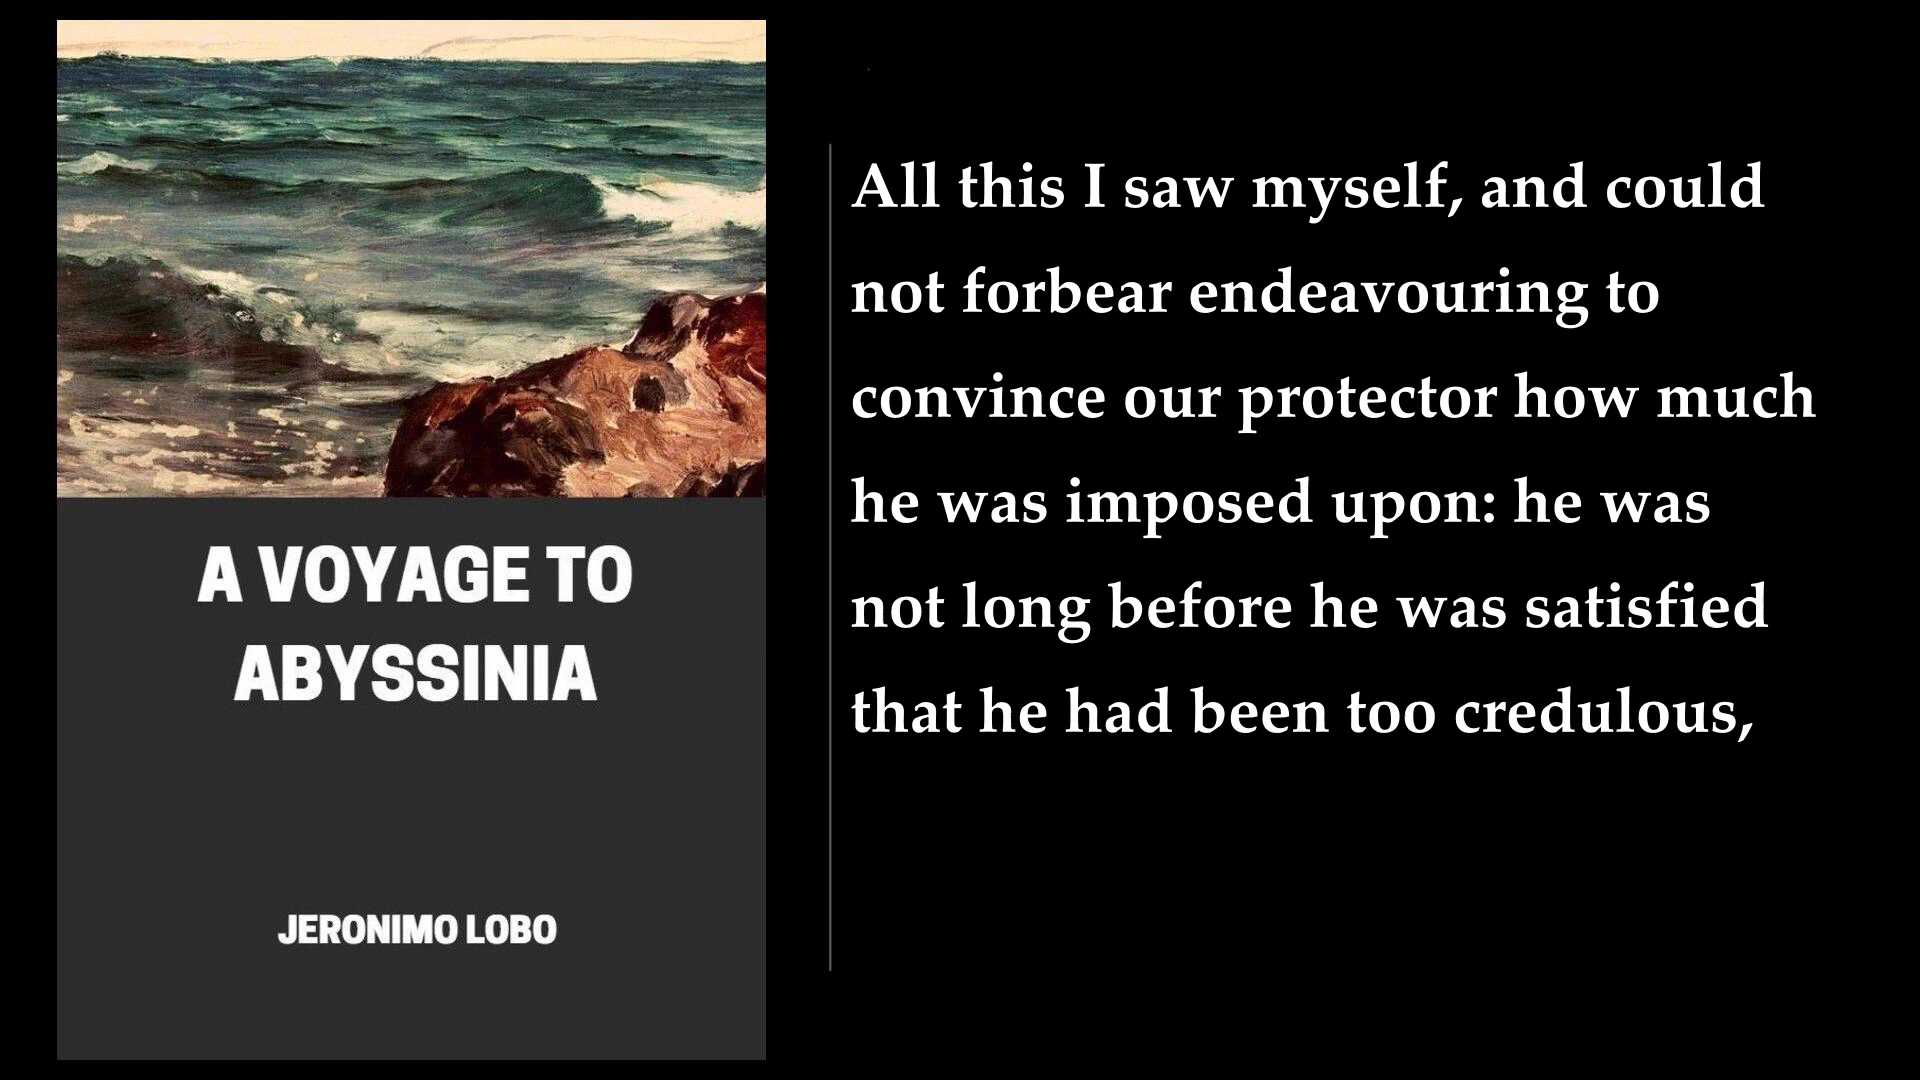 A VOYAGE TO
ABYSSINIA
JERONIMO LOBO
All this I saw myself, and could
not forbear endeavouring to
convince our protector how much
he was imposed upon: he was
not long before he was satisfied
that he had been too credulous,